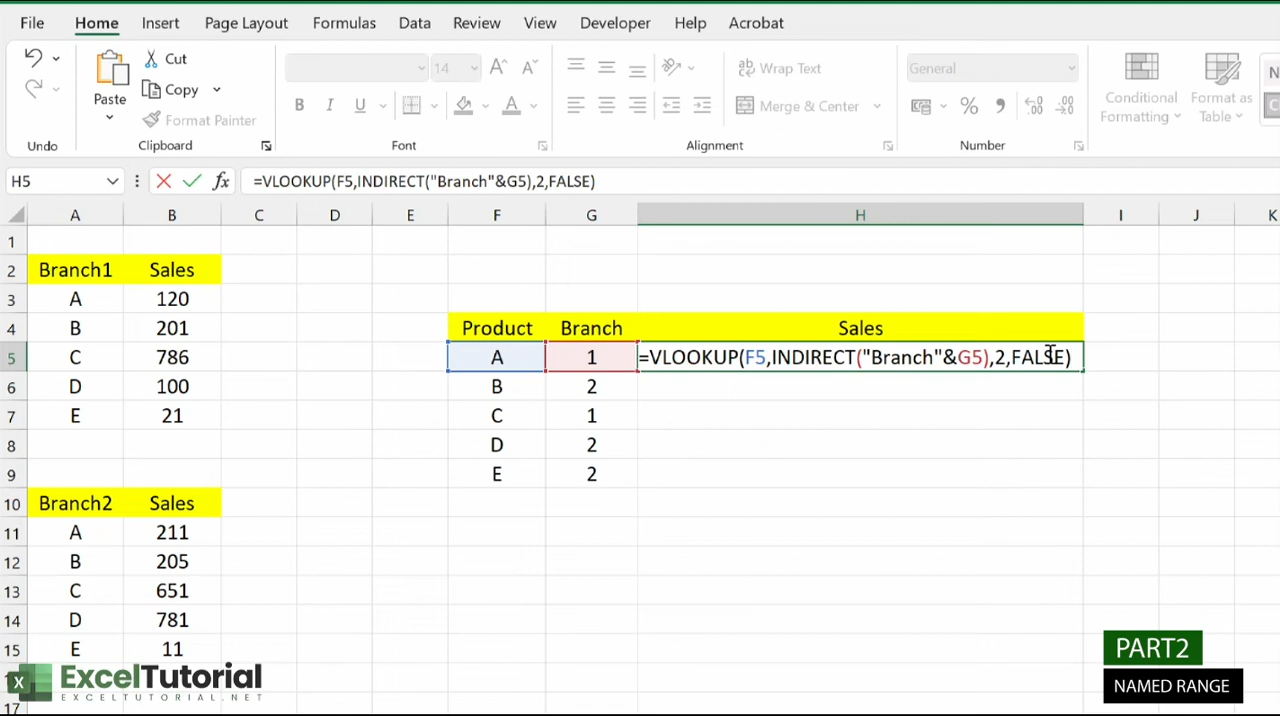 File Home Insert Page Layout Formulas Data Review View Developer Help Acrobat
Cut
14
ab Wrap Text
General
Paste
Copy
B I U A
Merge & Center
% 9
Conditional Formatting
Format as Table
Format Painter
Undo Clipboard Font Alignment Number
H5 fx =VLOOKUP(F5,INDIRECT("Branch"&G5),2,FALSE)
A B C D E F G H I J K
1
2 Branch1 Sales
3 A 120
4 Product Branch Sales
B 201
5 C 786 A 1 =VLOOKUP(F5,INDIRECT("Branch"&G5),2,FALSE)
6 D 100 B 2
7 E 21 C 1
8 D 2
9 E 2
10 Branch2 Sales
11 A 211
12 B 205
13 C 651
14 D 781
15 E 11
17
X ExcelTutorial
EXCELTUTORIAL.NET
PART2
NAMED RANGE